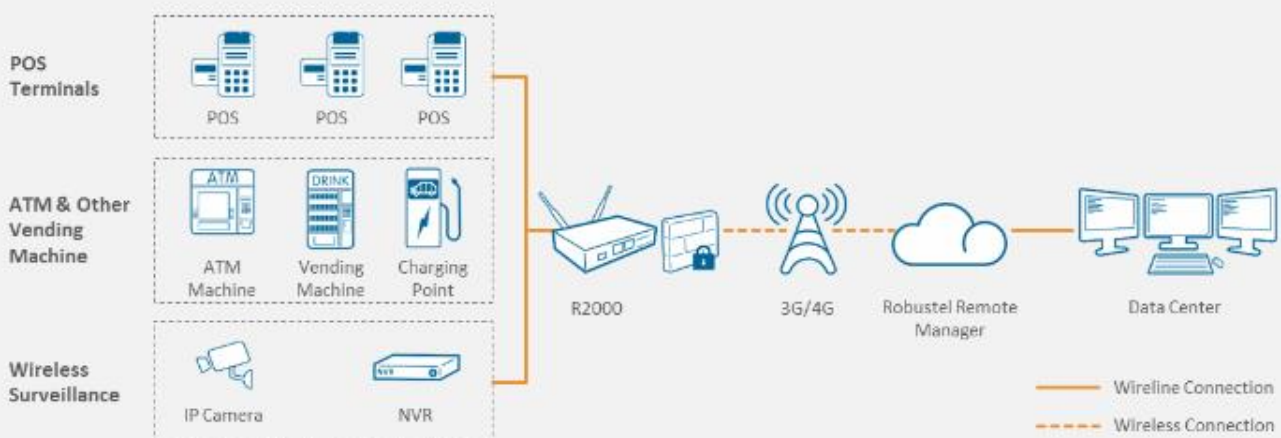 POS
Terminals
POS
POS
POS
ATM & Other
Vending
Machine
ATM
DRINK
ATM
Machine
Vending
Machine
Charging
Point
Wireless
Surveillance
IP Camera
NVR
NVR
R2000
3G/4G
Robustel Remote
Manager
Data Center
Wireline Connection
Wireless Connection